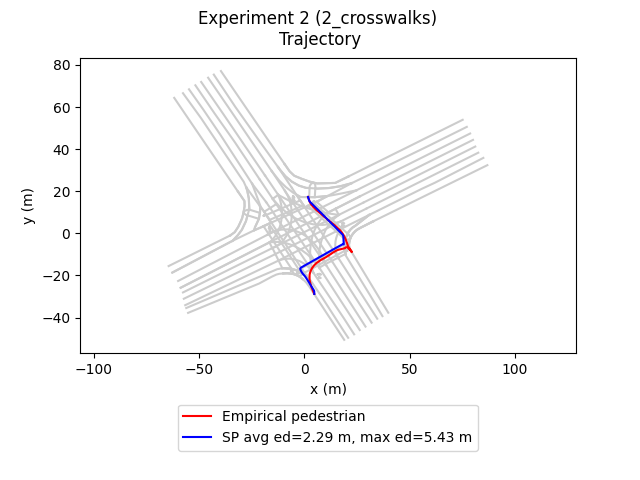 Experiment 2 (2_crosswalks)
Trajectory
80
60
40
20
0
−20
−40
y (m)
−100
−50
0
50
100
x (m)
Empirical pedestrian
SP avg ed=2.29 m, max ed=5.43 m